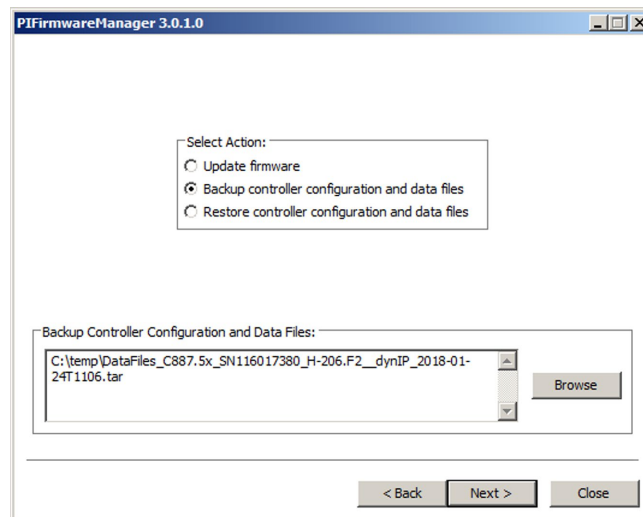 PIFirmwareManager 3.0.1.0
Select Action:
Update firmware
Backup controller configuration and data files
Restore controller configuration and data files
Backup Controller Configuration and Data Files:
C:\temp\DataFiles_C887.5x_SN116017380_H-206.F2__dynIP_2018-01-
24T1106.tar
Browse
< Back
Next >
Close